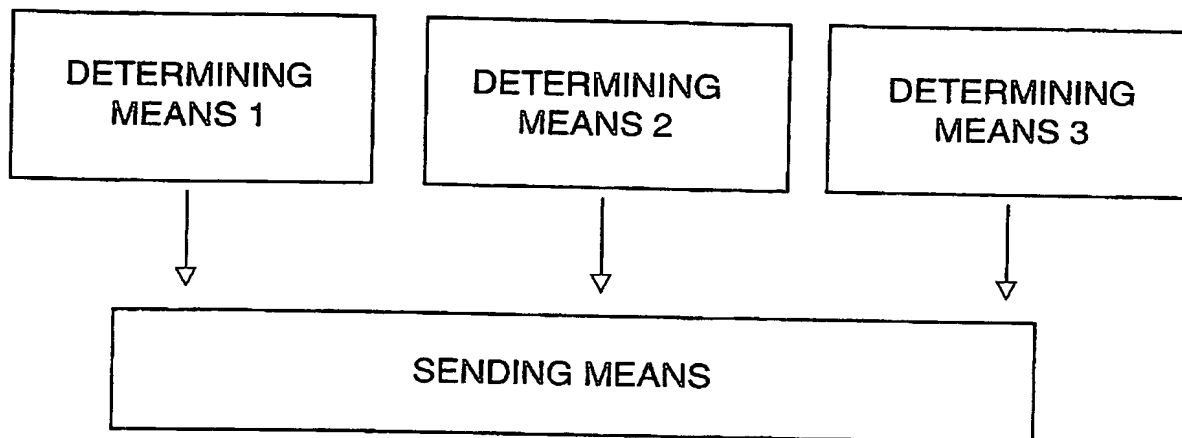 DETERMINING
MEANS 1
DETERMINING
MEANS 2
DETERMINING
MEANS 3
SENDING MEANS